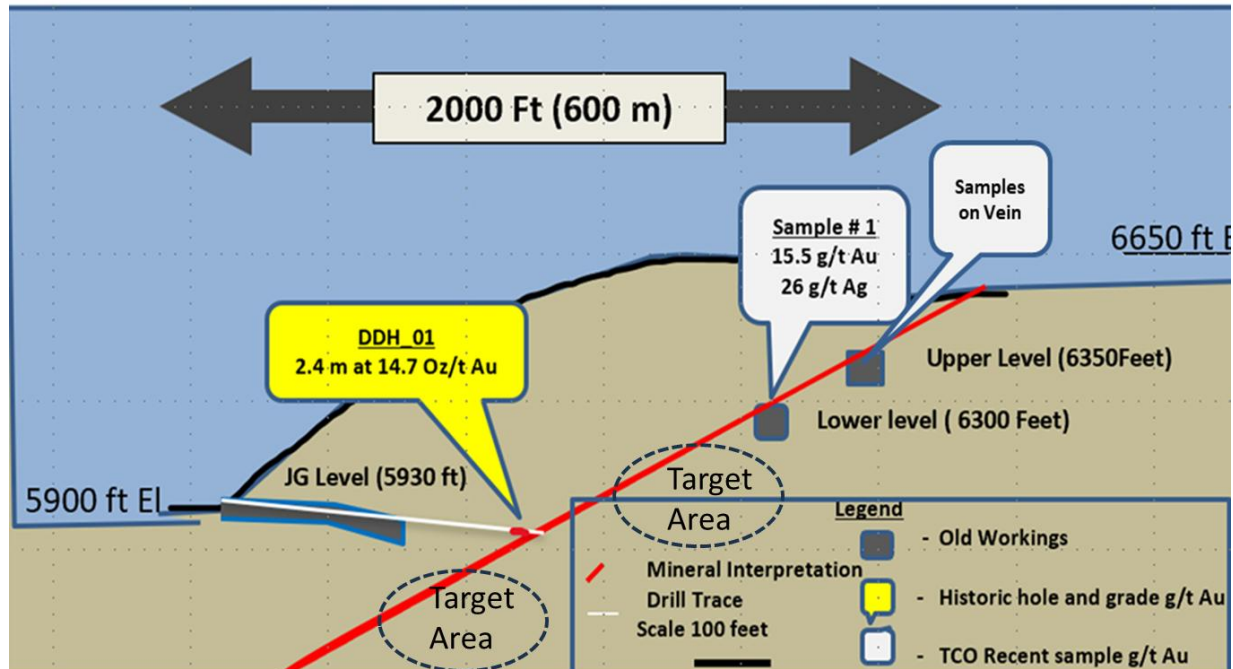 2000 Ft (600 m)
Samples
on Vein
Sample # 1
15.5 g/t Au
26 g/t Ag
6650 ft E
DDH_01
2.4 m at 14.7 Oz/t Au
Upper Level (6350Feet)
Lower level ( 6300 Feet)
JG Level (5930 ft)
5900 ft El
Target
Area
Target
Area
Legend
- Old Workings
Mineral Interpretation
Drill Trace
- Historic hole and grade g/t Au
Scale 100 feet
- TCO Recent sample g/t Au